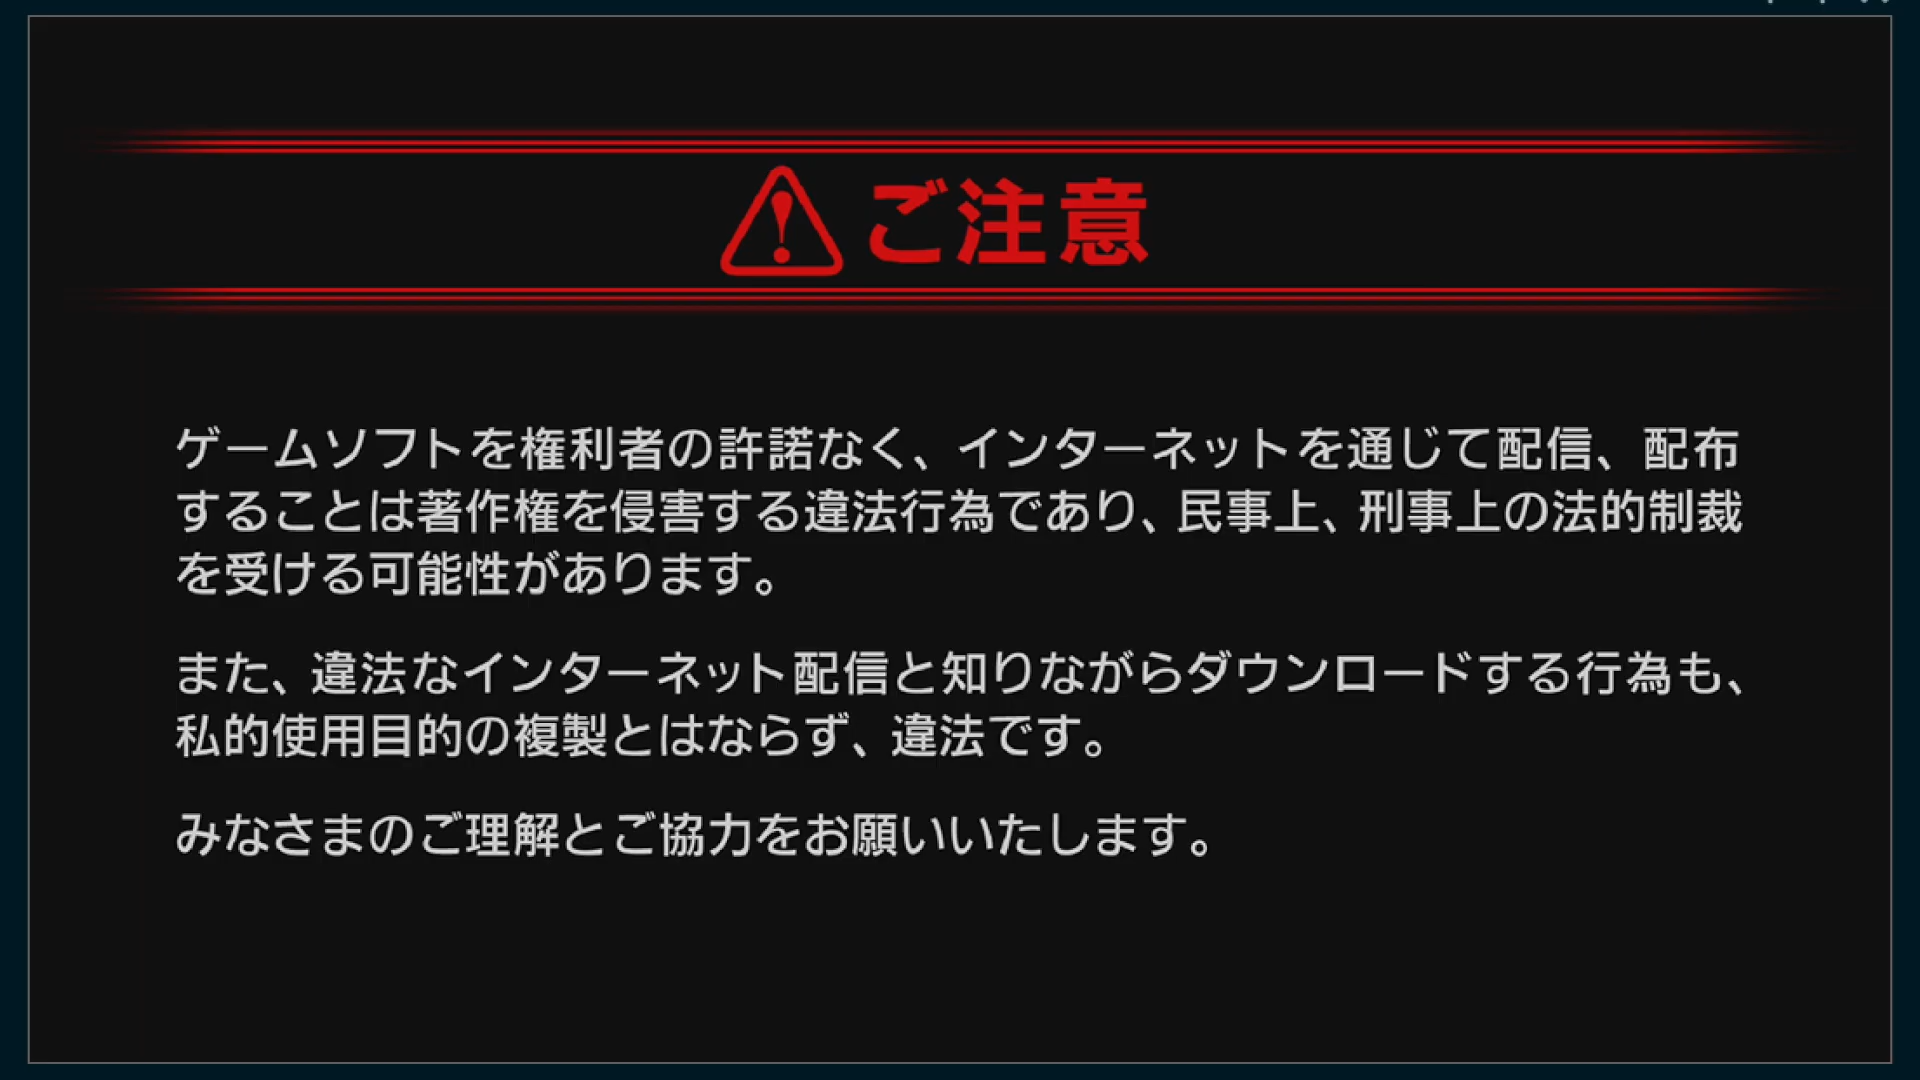 ご注意
ゲームソフトを権利者の許諾なく、インターネットを通じて配信、配布
することは著作権を侵害する違法行為であり、民事上、刑事上の法的制裁
を受ける可能性があります。
また、違法なインターネット配信と知りながらダウンロードする行為も、
私的使用目的の複製とはならず、違法です。
みなさまのご理解とご協力をお願いいたします。